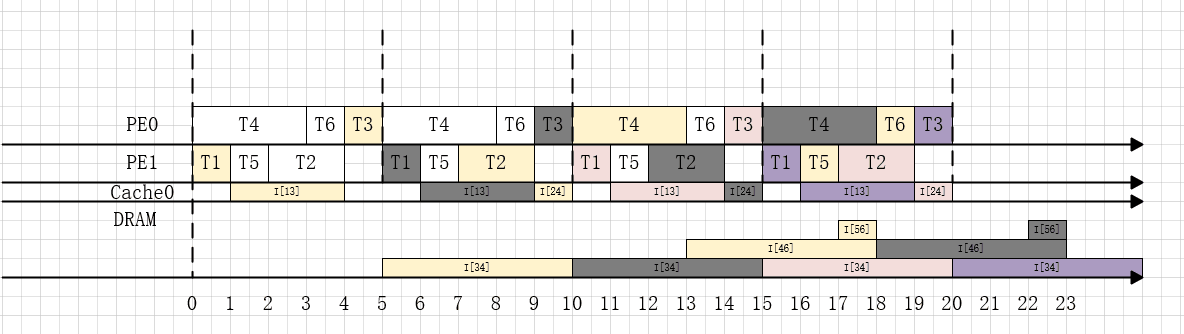 PE0 T4 T6 T3 T4 T6 T3 T4 T6 T3 T4 T6 T3
PE1 T1 T5 T2 T1 T5 T2 T1 T5 T2 T1 T5 T2
Cache0 I[13] I[13] I[24] I[13] I[24] I[13] I[24]
DRAM
I[56] I[56]
I[46] I[46]
I[34] I[34] I[34] I[34]
0 1 2 3 4 5 6 7 8 9 10 11 12 13 14 15 16 17 18 19 20 21 22 23